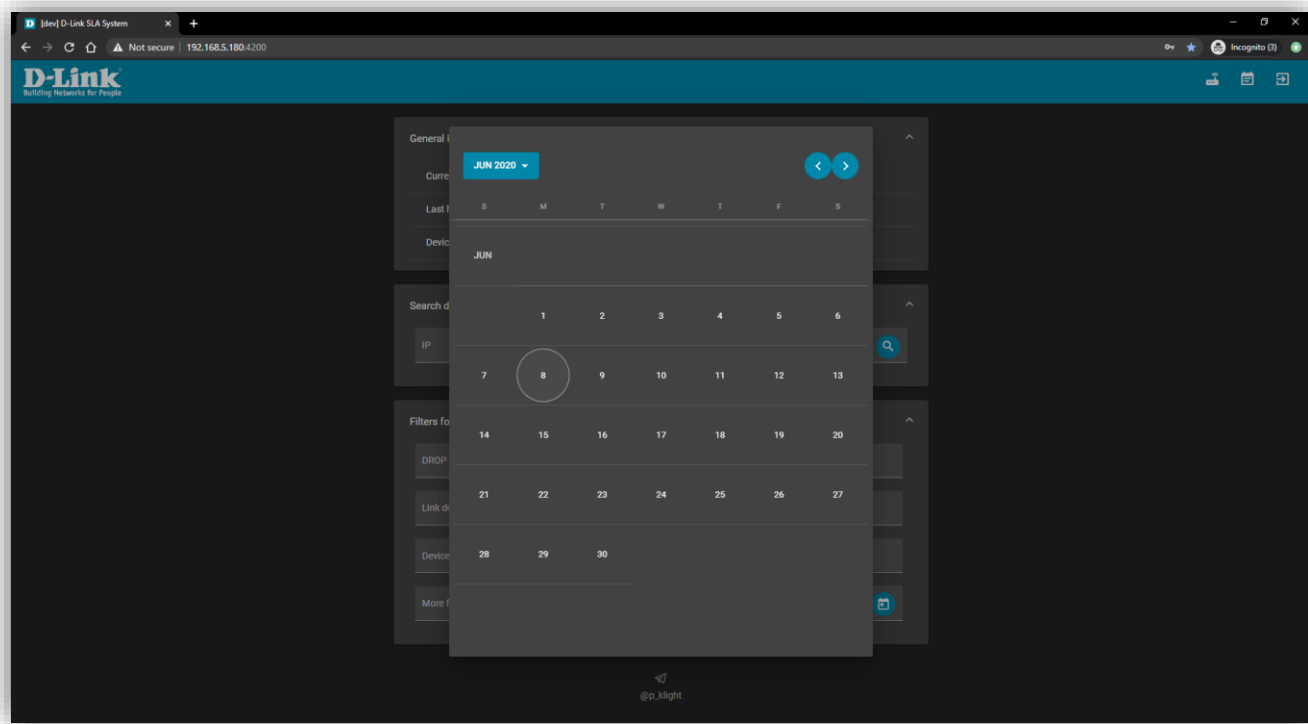 [dev] D-Link SLA System
Not secure | 192.168.5.180:4200
Incognito (3)
D-Link
Building Networks for People
General i
Curre
Last h
Devic
Search d
IP
Filters fo
DROP
Link do
Device
More f
JUN 2020
S M T W T F S
JUN
1 2 3 4 5 6
7 8 9 10 11 12 13
14 15 16 17 18 19 20
21 22 23 24 25 26 27
28 29 30
@p_klight